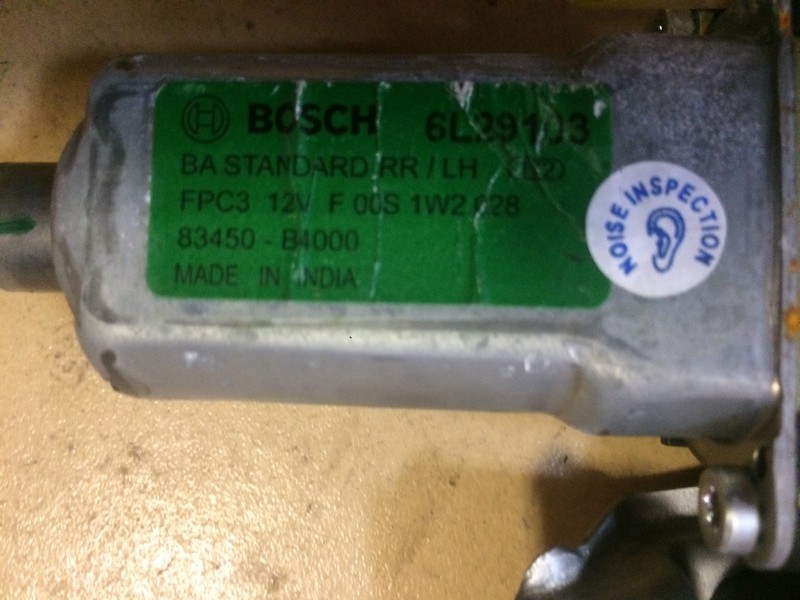 BOSCH 6L29103
BA STANDARD RR / LH
FPC3 12V F 00S 1W2 028
83450 - B4000
MADE IN INDIA
NOISE INSPECTION